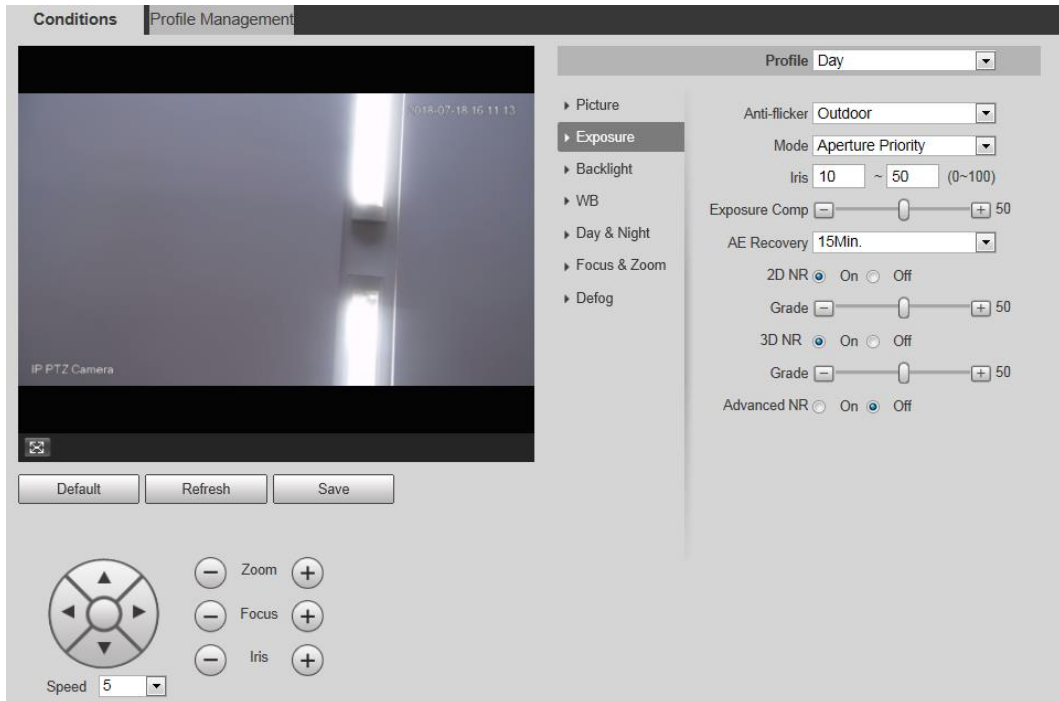 Conditions Profile Management
2018-07-18 16:11:13
IP PTZ Camera
Default Refresh Save
Zoom
Focus
Iris
Speed 5
Profile Day
Picture
Exposure
Backlight
WB
Day & Night
Focus & Zoom
Defog
Anti-flicker Outdoor
Mode Aperture Priority
Iris 10 ~ 50 (0~100)
Exposure Comp 50
AE Recovery 15Min.
2D NR On Off
Grade 50
3D NR On Off
Grade 50
Advanced NR On Off